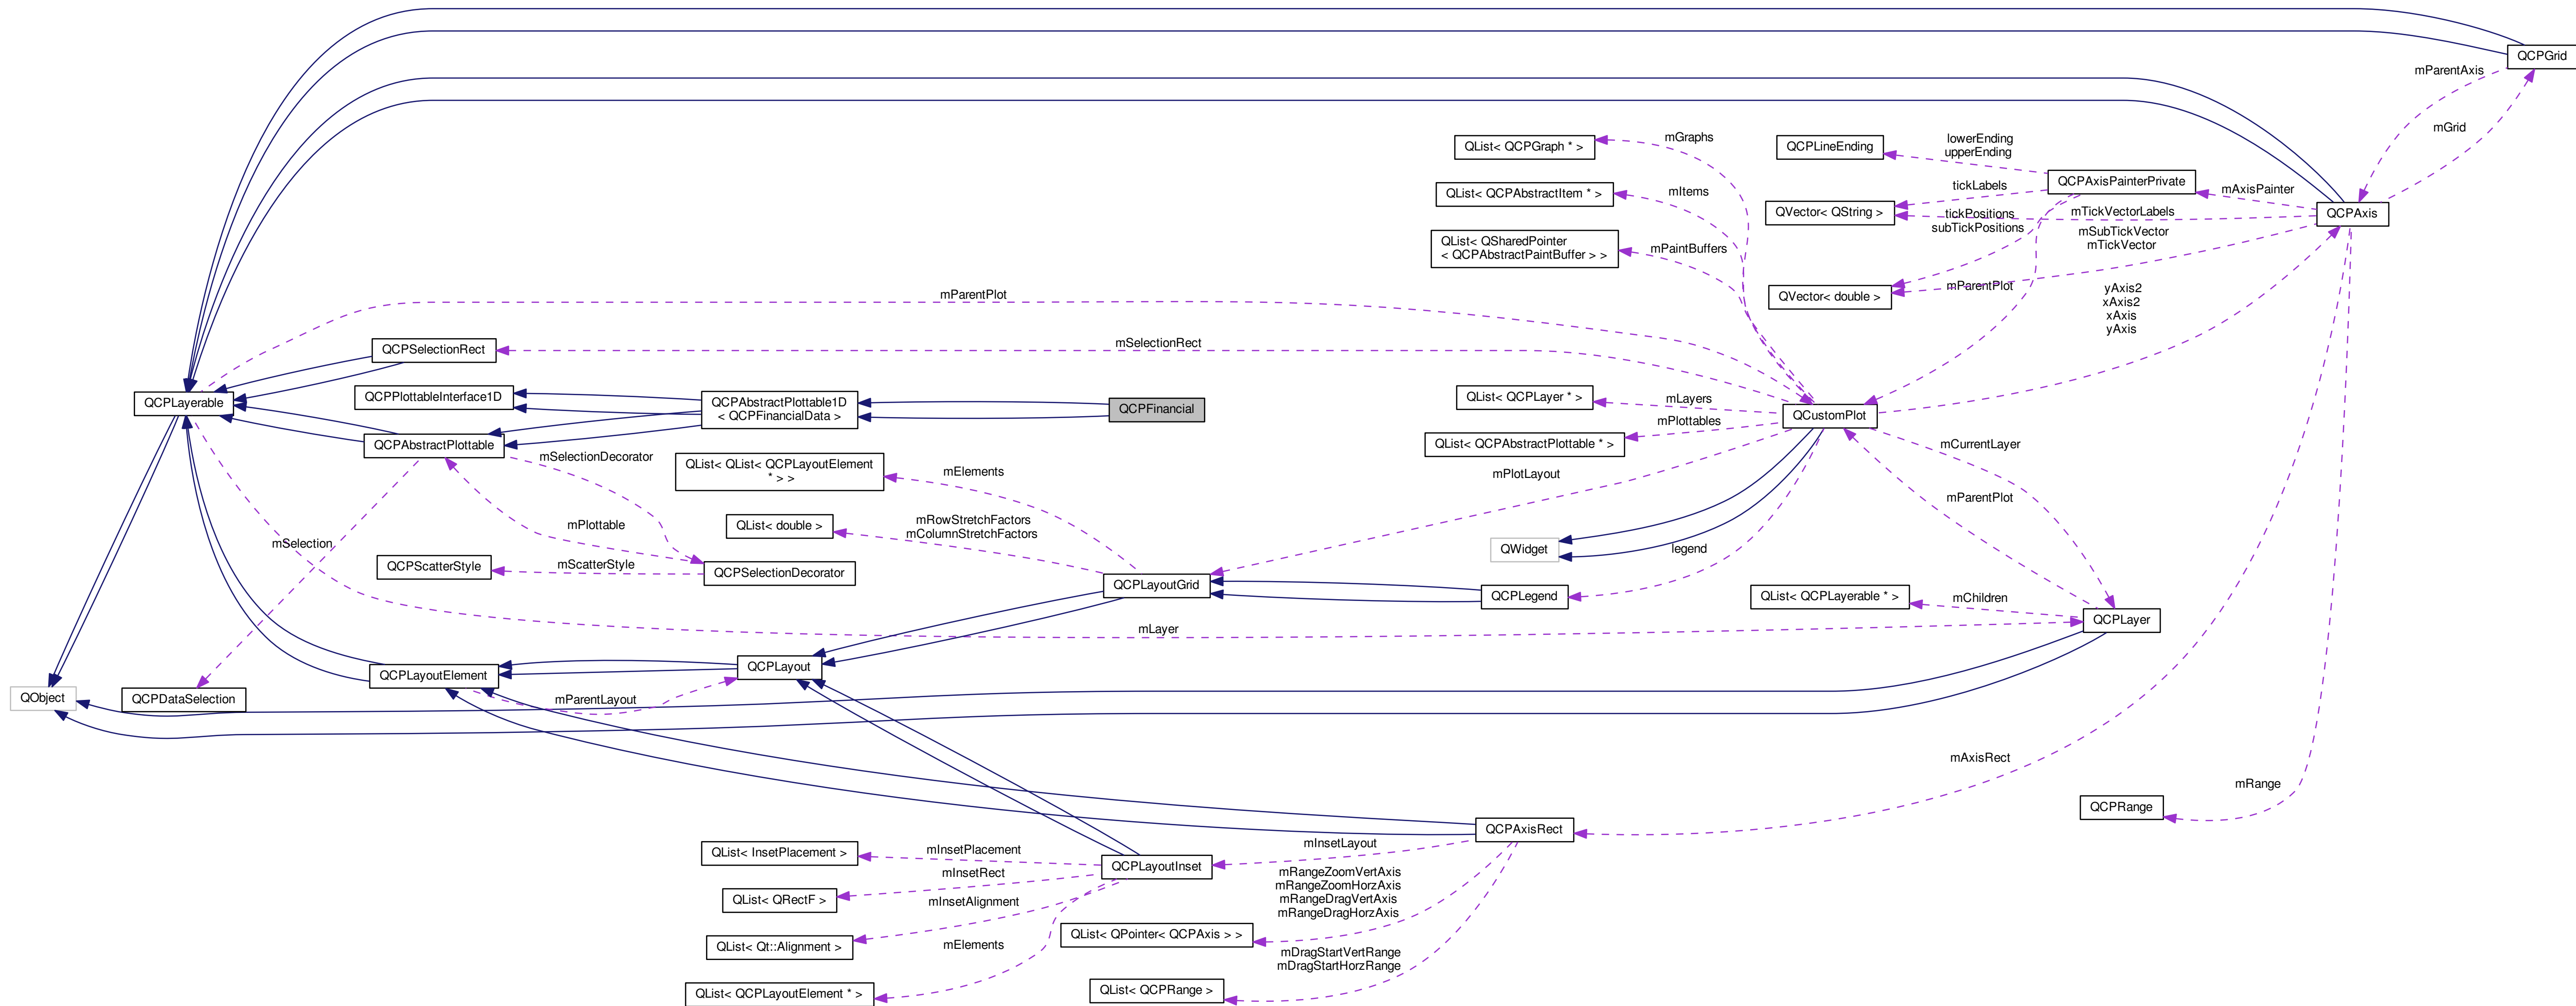 QCPGrid
mParentAxis
mGrid
mGraphs
lowerEnding
upperEnding
QList< QCPGraph * >
QCPLineEnding
mItems
tickLabels
QCPAxisPainterPrivate
mAxisPainter
QList< QCPAbstractItem * >
QVector< QString >
tickPositions
subTickPositions
mTickVectorLabels
QCPAxis
mSubTickVector
mTickVector
QList< QSharedPointer
< QCPAbstractPaintBuffer > >
mPaintBuffers
mParentPlot
QVector< double >
mParentPlot
yAxis2
xAxis2
xAxis
yAxis
QCPSelectionRect
mSelectionRect
QCPLayerable
QCPPlottableInterface1D
QCPAbstractPlottable1D
< QCPFinancialData >
QCPFinancial
QList< QCPLayer * >
mLayers
QCustomPlot
mPlottables
QCPAbstractPlottable
QList< QCPAbstractPlottable * >
mCurrentLayer
mSelectionDecorator
QList< QList< QCPLayoutElement
* > >
mElements
mPlotLayout
mParentPlot
mPlottable
QList< double >
mRowStretchFactors
mColumnStretchFactors
mSelection
QWidget
legend
QCPScatterStyle
mScatterStyle
QCPSelectionDecorator
QCPLayoutGrid
QCPLegend
QList< QCPLayerable * >
mChildren
QCPLayer
mLayer
QCPLayout
QCPLayoutElement
QObject
QCPDataSelection
mParentLayout
mAxisRect
mRange
QCPRange
QCPAxisRect
mInsetLayout
QList< InsetPlacement >
mInsetPlacement
QCPLayoutInset
mInsetRect
mRangeZoomVertAxis
mRangeZoomHorzAxis
mRangeDragVertAxis
mRangeDragHorzAxis
QList< QRectF >
mInsetAlignment
QList< Qt::Alignment >
mElements
QList< QPointer< QCPAxis > >
mDragStartVertRange
mDragStartHorzRange
QList< QCPLayoutElement * >
QList< QCPRange >